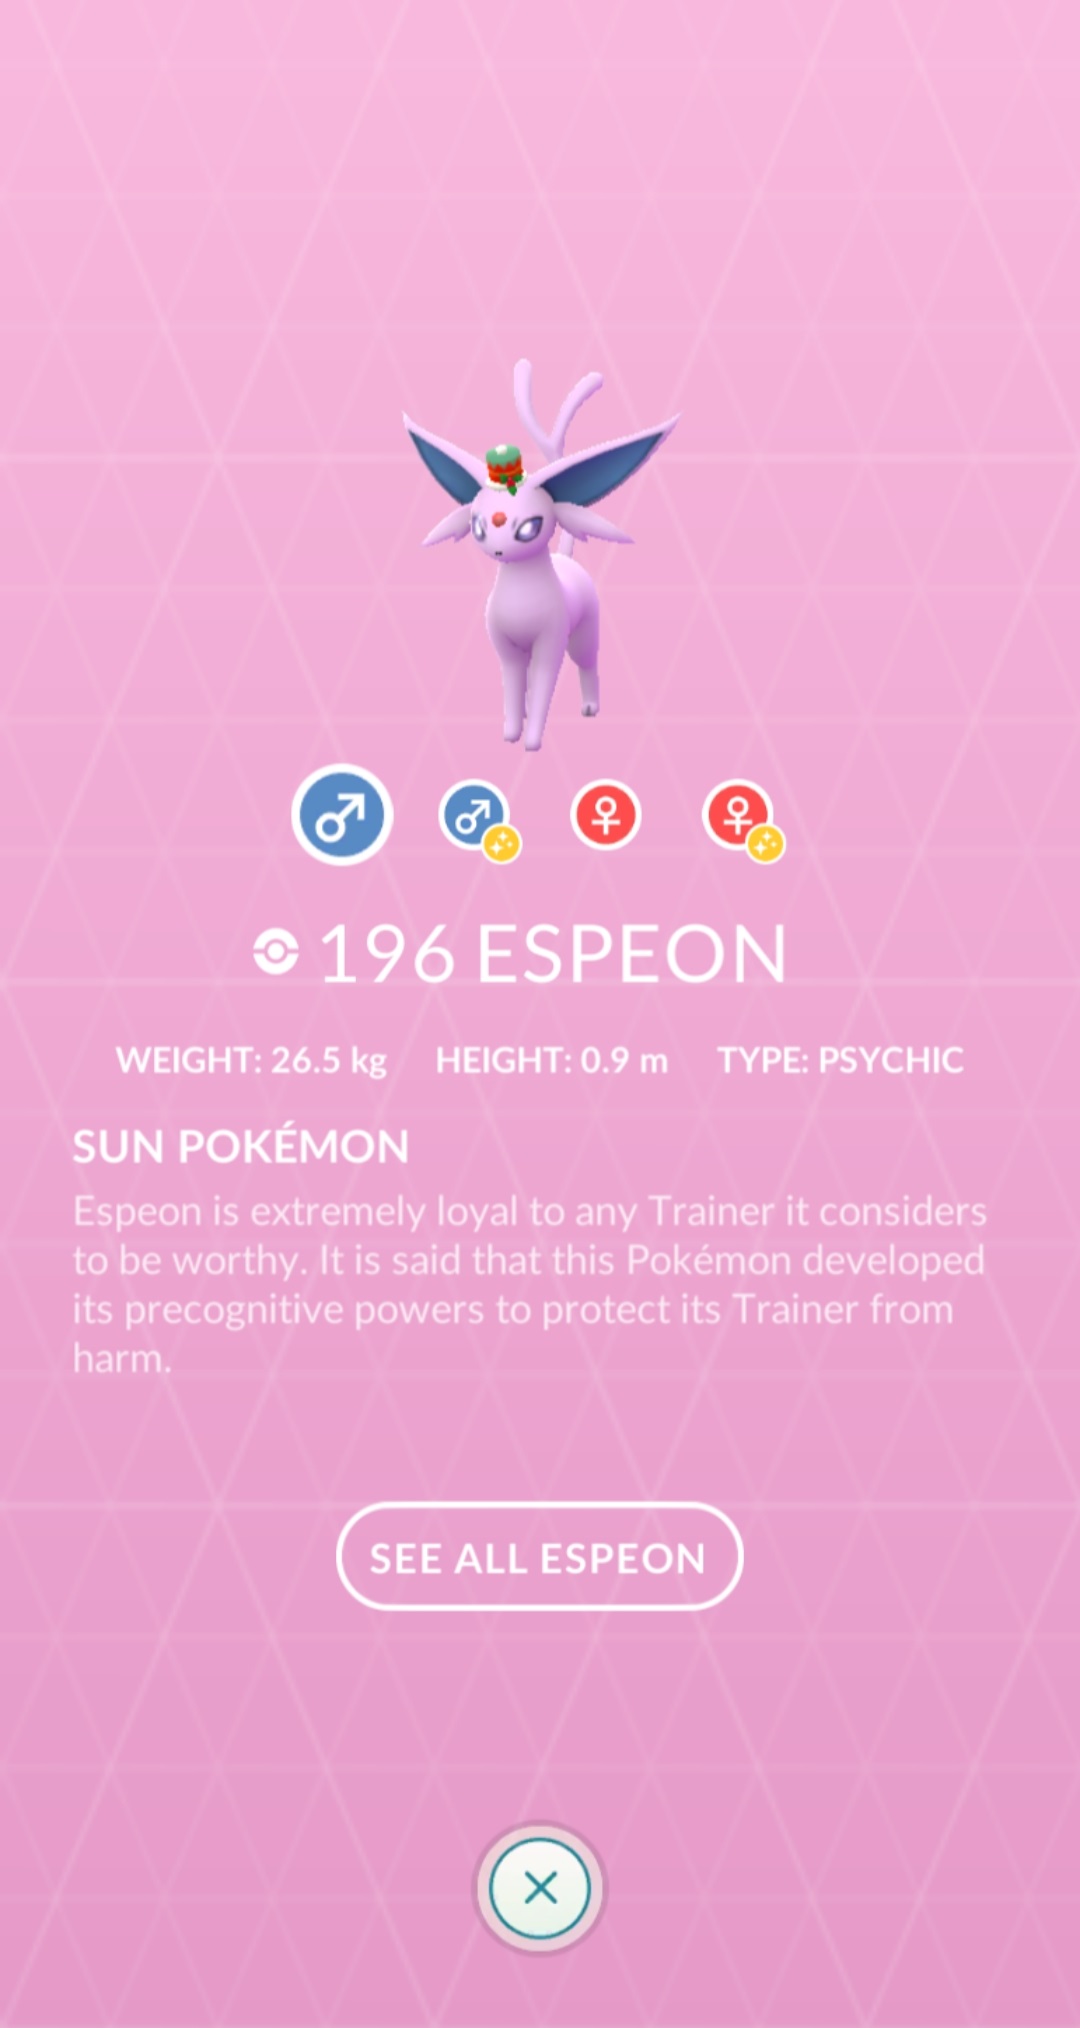 196 ESPEON
WEIGHT: 26.5 kg HEIGHT: 0.9 m TYPE: PSYCHIC
SUN POKÉMON
Espeon is extremely loyal to any Trainer it considers
to be worthy. It is said that this Pokémon developed
its precognitive powers to protect its Trainer from
harm.
SEE ALL ESPEON